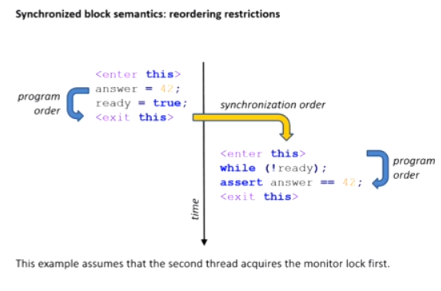 Synchronized block semantics: reordering restrictions
<enter this>
answer = 42;
ready = true;
<exit this>
program
order
synchronization order
<enter this>
while (!ready);
assert answer == 42;
<exit this>
program
order
time
This example assumes that the second thread acquires the monitor lock first.